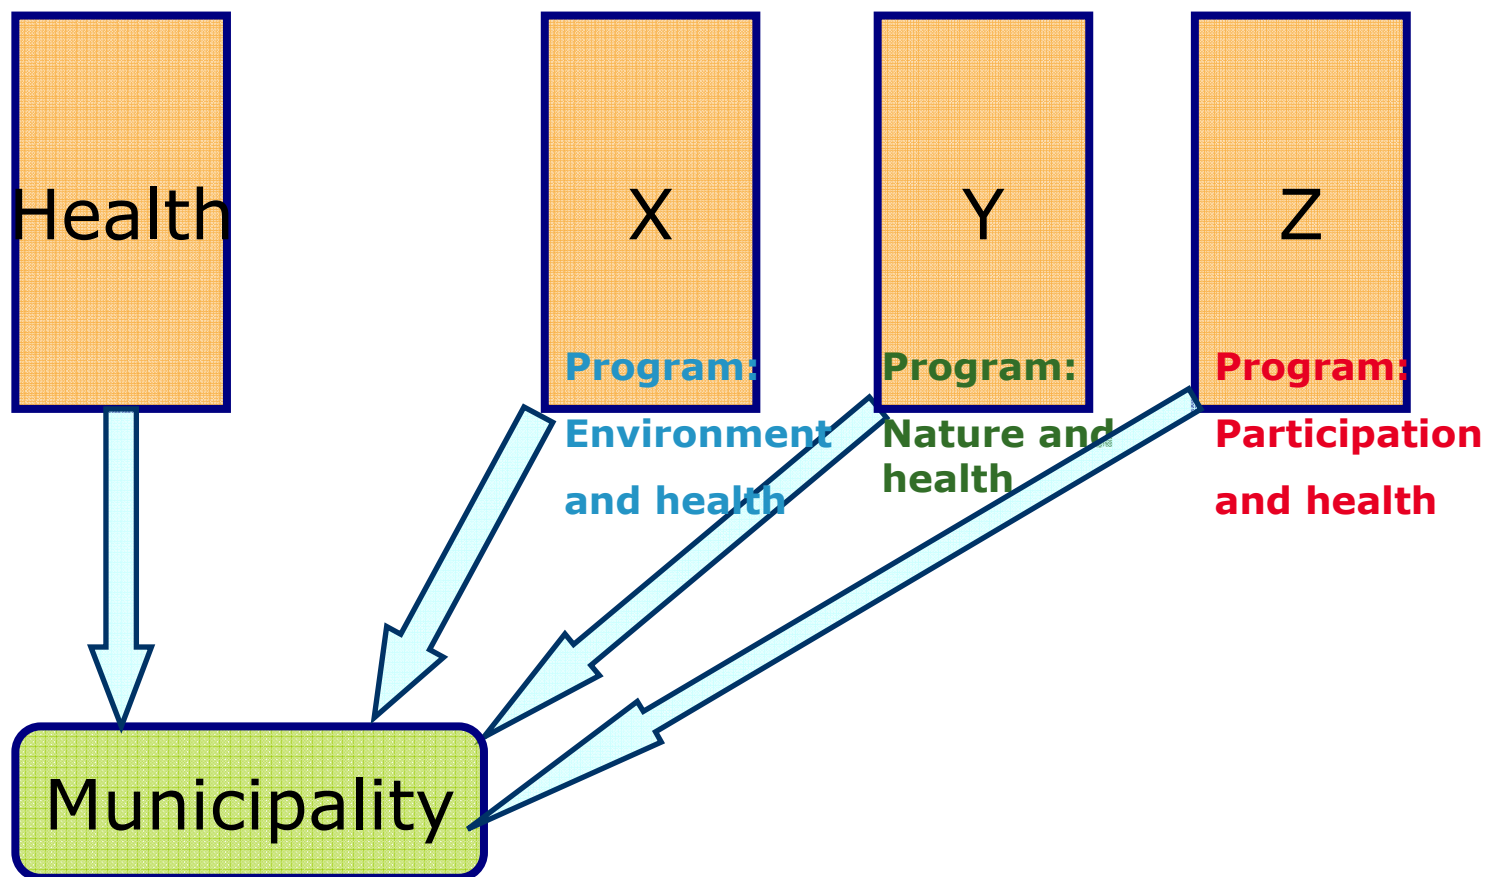 Health
X
Y
Z
Program:
Environment
and health
Program:
Nature and
health
Program:
Participation
and health
Municipality